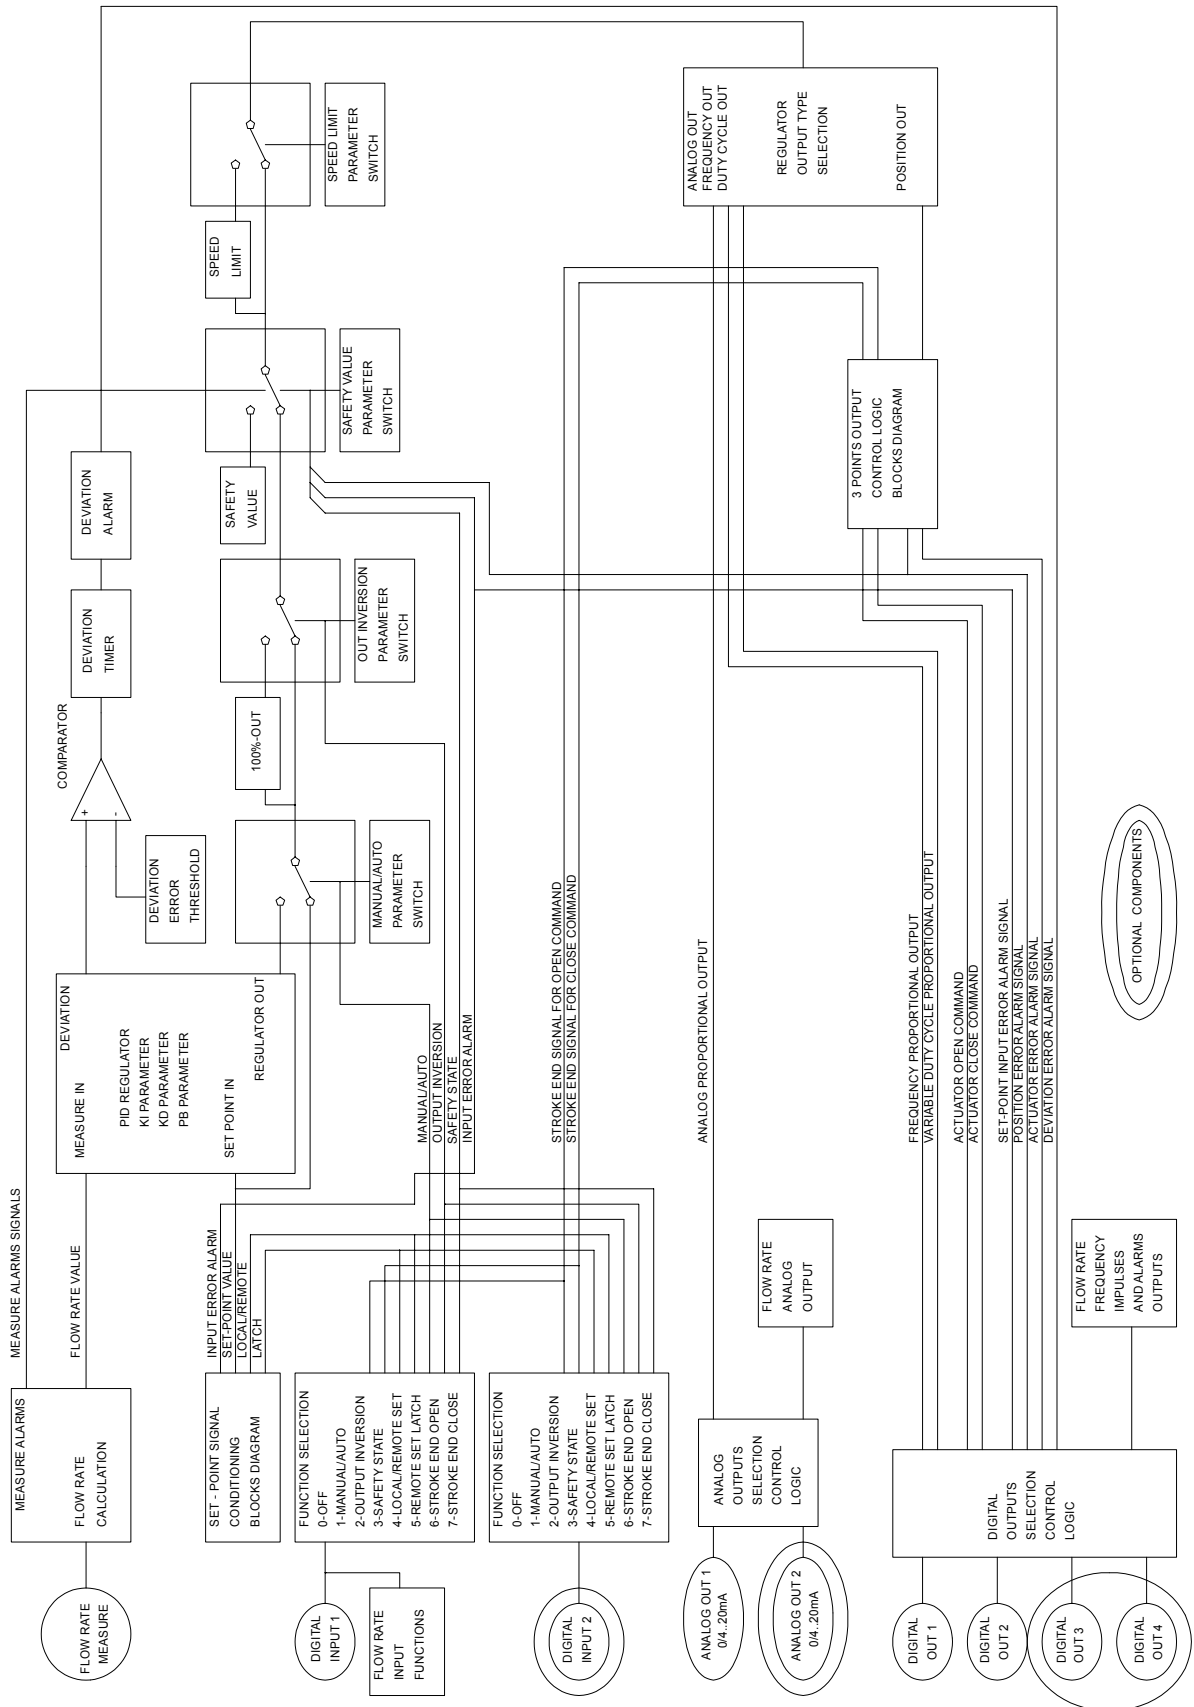 FLOW RATE
MEASURE
MEASURE ALARMS
FLOW RATE
CALCULATION
MEASURE ALARMS SIGNALS
FLOW RATE VALUE
DEVIATION
MEASURE IN
PID REGULATOR
KI PARAMETER
KD PARAMETER
PB PARAMETER
SET POINT IN
REGULATOR OUT
COMPARATOR
+
-
DEVIATION
ERROR
THRESHOLD
DEVIATION
TIMER
DEVIATION
ALARM
SET - POINT SIGNAL
CONDITIONING
BLOCKS DIAGRAM
INPUT ERROR ALARM
SET-POINT VALUE
LOCAL/REMOTE
LATCH
MANUAL/AUTO
PARAMETER
SWITCH
100%-OUT
OUT INVERSION
PARAMETER
SWITCH
SAFETY
VALUE
SAFETY VALUE
PARAMETER
SWITCH
SPEED
LIMIT
SPEED LIMIT
PARAMETER
SWITCH
DIGITAL
INPUT 1
FLOW RATE
INPUT
FUNCTIONS
FUNCTION SELECTION
0-OFF
1-MANUAL/AUTO
2-OUTPUT INVERSION
3-SAFETY STATE
4-LOCAL/REMOTE SET
5-REMOTE SET LATCH
6-STROKE END OPEN
7-STROKE END CLOSE
MANUAL/AUTO
OUTPUT INVERSION
SAFETY STATE
INPUT ERROR ALARM
DIGITAL
INPUT 2
FUNCTION SELECTION
0-OFF
1-MANUAL/AUTO
2-OUTPUT INVERSION
3-SAFETY STATE
4-LOCAL/REMOTE SET
5-REMOTE SET LATCH
6-STROKE END OPEN
7-STROKE END CLOSE
STROKE END SIGNAL FOR OPEN COMMAND
STROKE END SIGNAL FOR CLOSE COMMAND
ANALOG OUT 1
0/4..20mA
ANALOG OUT 2
0/4..20mA
ANALOG
OUTPUTS
SELECTION
CONTROL
LOGIC
FLOW RATE
ANALOG
OUTPUT
ANALOG PROPORTIONAL OUTPUT
ANALOG OUT
FREQUENCY OUT
DUTY CYCLE OUT
REGULATOR
OUTPUT TYPE
SELECTION
POSITION OUT
3 POINTS OUTPUT
CONTROL LOGIC
BLOCKS DIAGRAM
FREQUENCY PROPORTIONAL OUTPUT
VARIABLE DUTY CYCLE PROPORTIONAL OUTPUT
ACTUATOR OPEN COMMAND
ACTUATOR CLOSE COMMAND
SET-POINT INPUT ERROR ALARM SIGNAL
POSITION ERROR ALARM SIGNAL
ACTUATOR ERROR ALARM SIGNAL
DEVIATION ERROR ALARM SIGNAL
DIGITAL
OUT 1
DIGITAL
OUT 2
DIGITAL
OUT 3
DIGITAL
OUT 4
DIGITAL
OUTPUTS
SELECTION
CONTROL
LOGIC
FLOW RATE
FREQUENCY
IMPULSES
AND ALARMS
OUTPUTS
OPTIONAL COMPONENTS